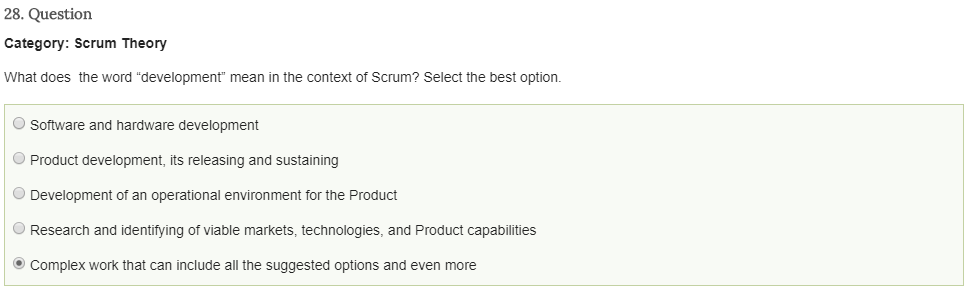 28. Question
Category: Scrum Theory
What does the word “development” mean in the context of Scrum? Select the best option.
Software and hardware development
Product development, its releasing and sustaining
Development of an operational environment for the Product
Research and identifying of viable markets, technologies, and Product capabilities
Complex work that can include all the suggested options and even more